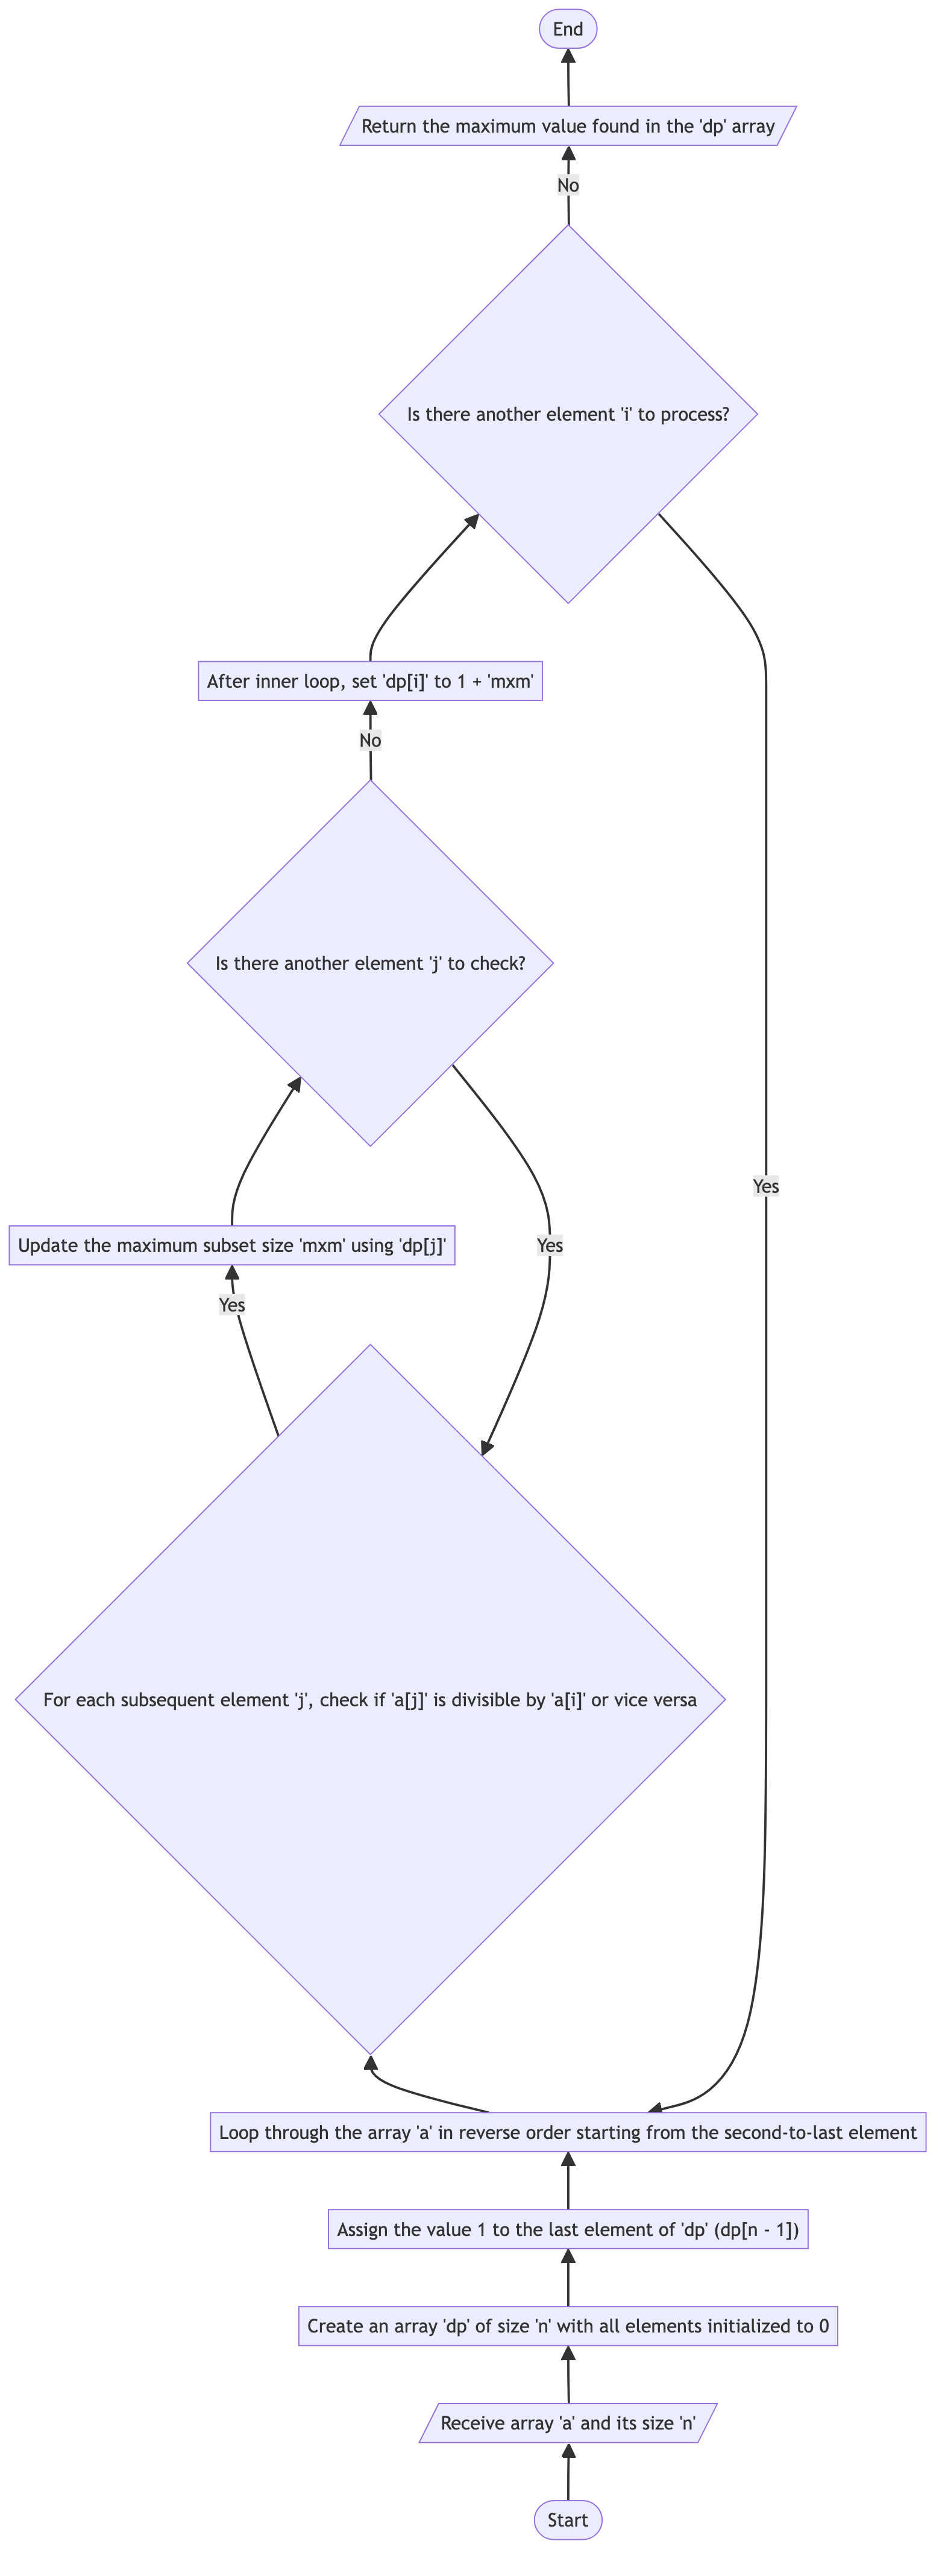 End
Return the maximum value found in the 'dp' array
No
Is there another element 'i' to process?
After inner loop, set 'dp[i]' to 1 + 'mxm'
No
Is there another element 'j' to check?
Yes
Update the maximum subset size 'mxm' using 'dp[j]'
Yes
Yes
For each subsequent element 'j', check if 'a[j]' is divisible by 'a[i]' or vice versa
Loop through the array 'a' in reverse order starting from the second-to-last element
Assign the value 1 to the last element of 'dp' (dp[n - 1])
Create an array 'dp' of size 'n' with all elements initialized to 0
Receive array 'a' and its size 'n'
Start